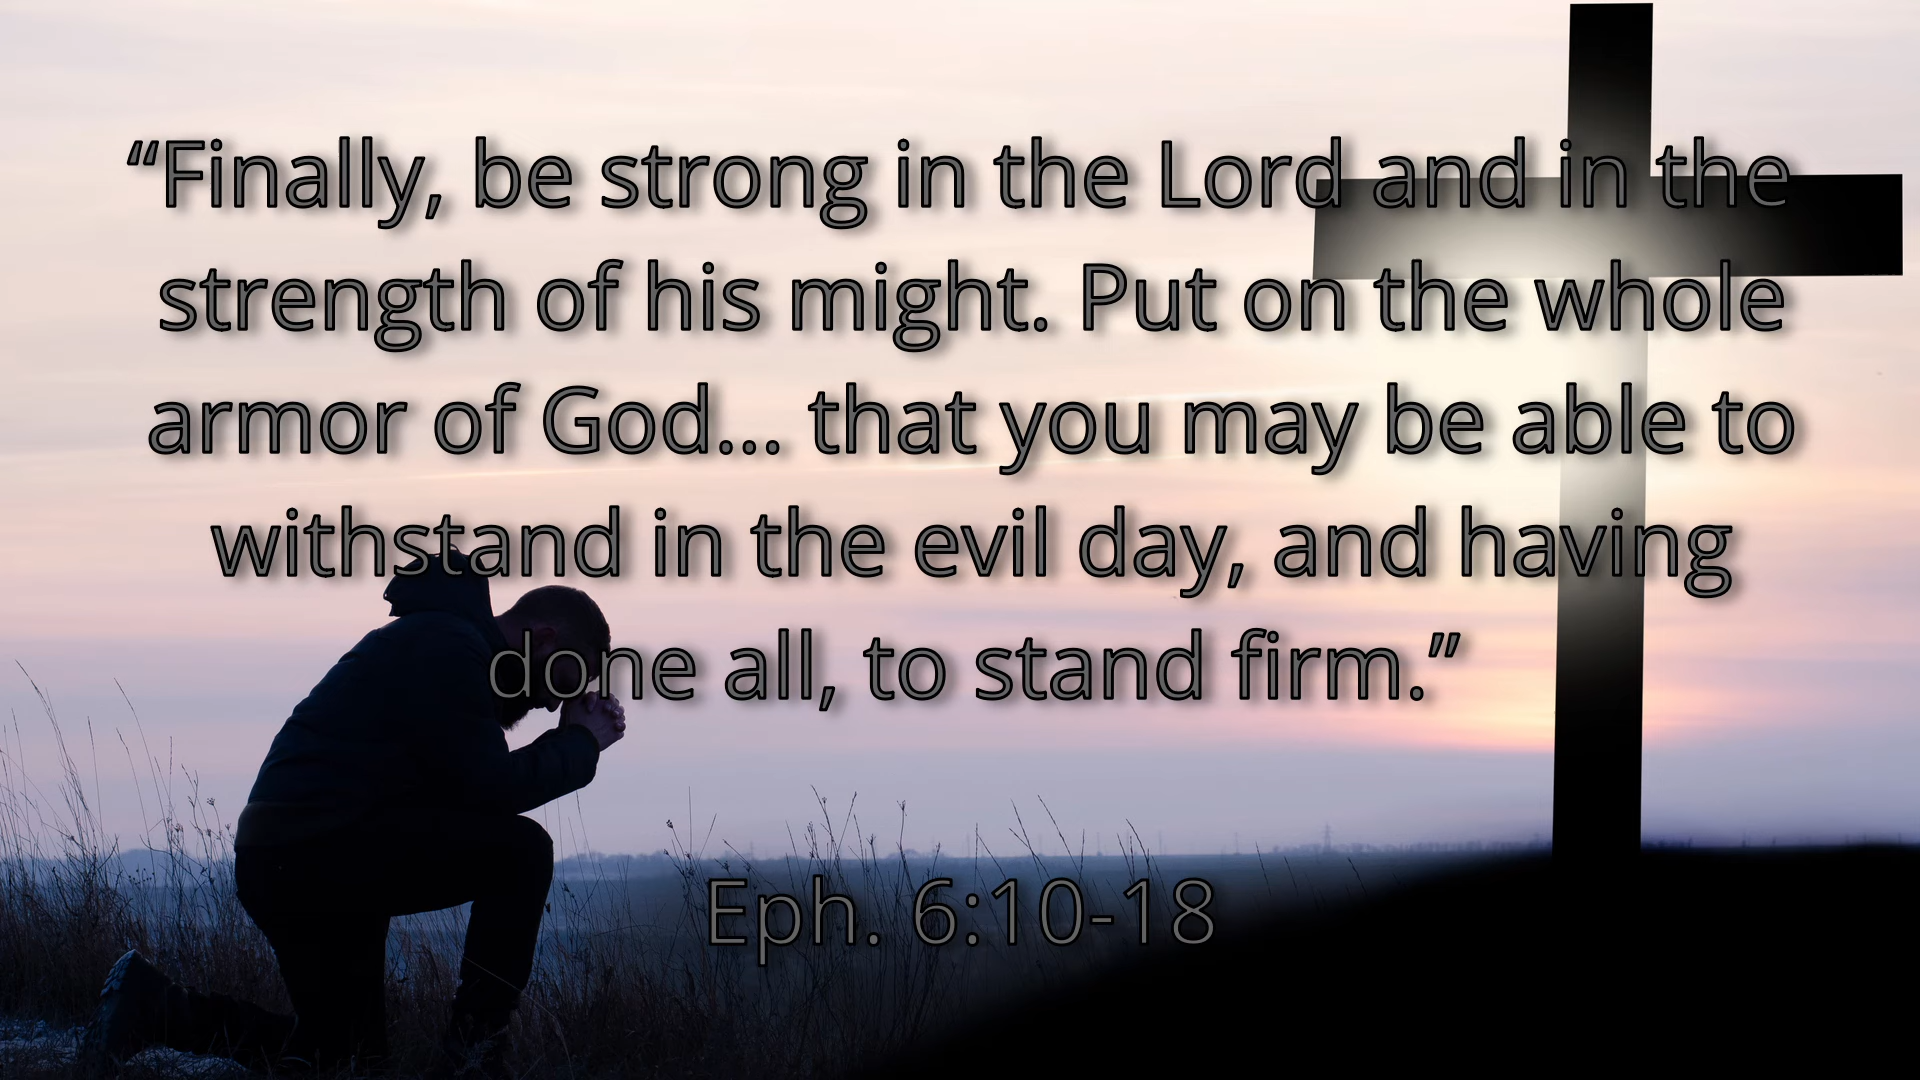 “Finally, be strong in the Lord and in the
strength of his might. Put on the whole
armor of God... that you may be able to
withstand in the evil day, and having
done all, to stand firm.”
Eph. 6:10-18